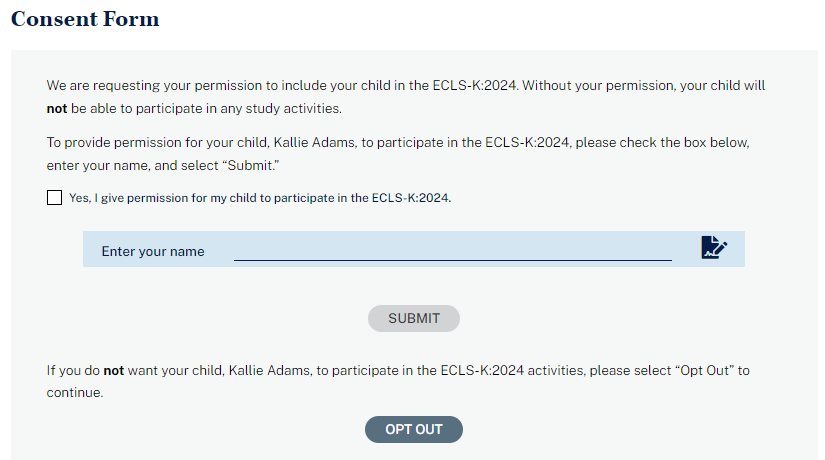 Consent Form
We are requesting your permission to include your child in the ECLS-K:2024. Without your permission, your child will
not be able to participate in any study activities.
To provide permission for your child, Kallie Adams, to participate in the ECLS-K:2024, please check the box below,
enter your name, and select “Submit.”
Yes, I give permission for my child to participate in the ECLS-K:2024.
Enter your name
SUBMIT
If you do not want your child, Kallie Adams, to participate in the ECLS-K:2024 activities, please select “Opt Out” to
continue.
OPT OUT